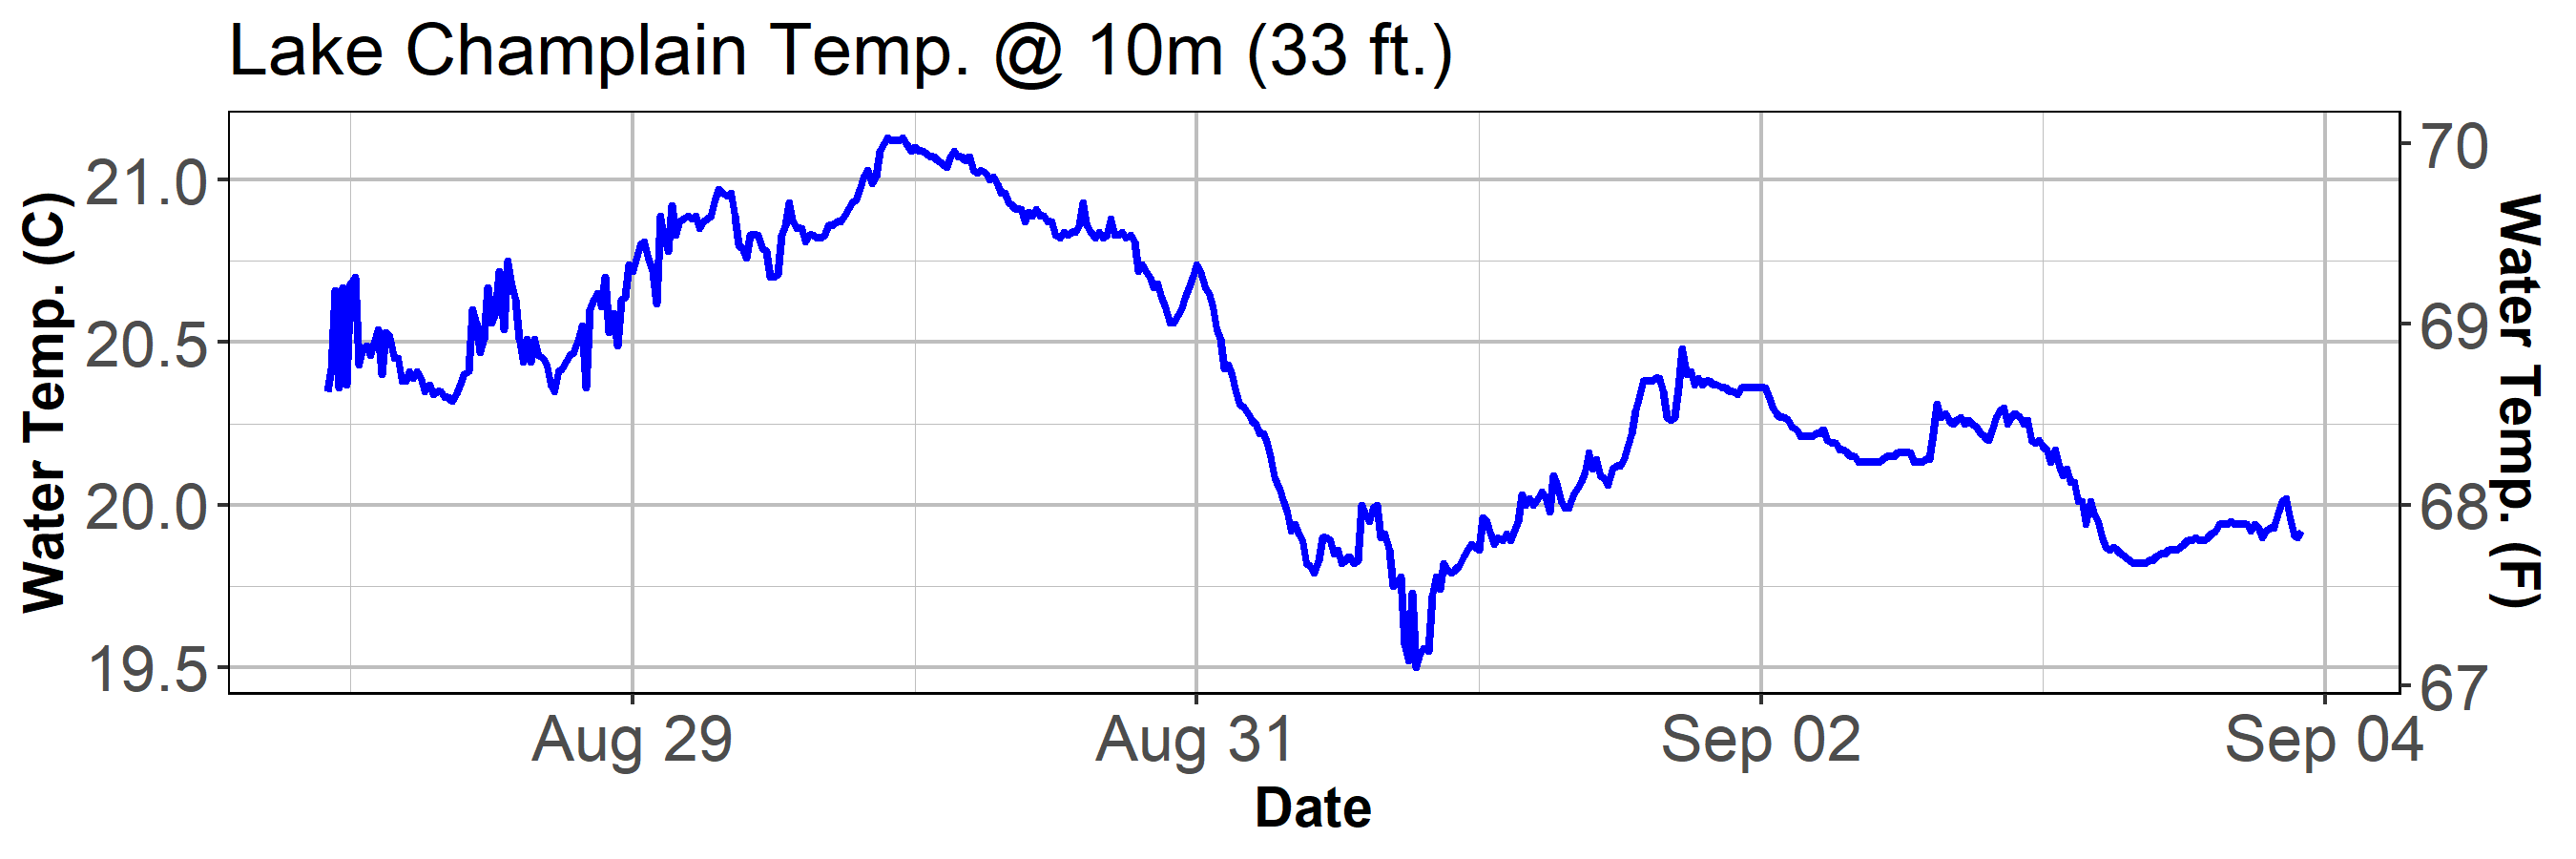 Lake Champlain Temp. @ 10m (33 ft.)
Water Temp. (C)
21.0
20.5
20.0
19.5
70
69
68
67
Water Temp. (F)
Aug 29
Aug 31
Sep 02
Sep 04
Date